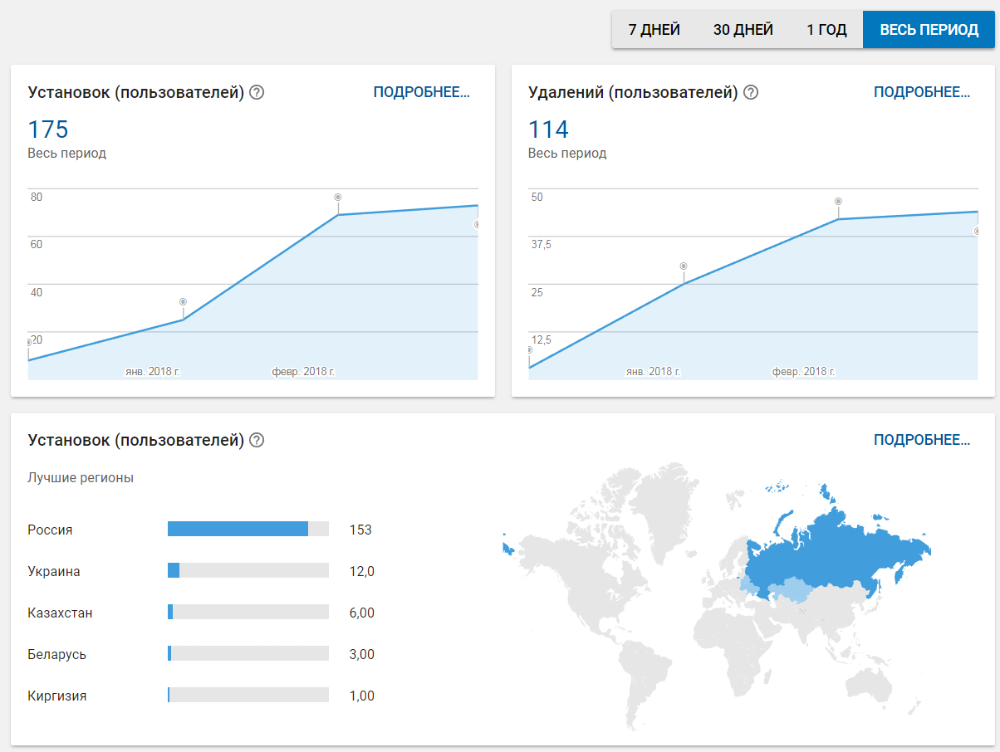 7 ДНЕЙ 30 ДНЕЙ 1 ГОД ВЕСЬ ПЕРИОД
Установок (пользователей) ? ПОДРОБНЕЕ...
175
Весь период
80
60
40
20
янв. 2018 г. февр. 2018 г.
Удалений (пользователей) ? ПОДРОБНЕЕ...
114
Весь период
50
37,5
25
12,5
янв. 2018 г. февр. 2018 г.
Установок (пользователей) ? ПОДРОБНЕЕ...
Лучшие регионы
Россия 153
Украина 12,0
Казахстан 6,00
Беларусь 3,00
Киргизия 1,00